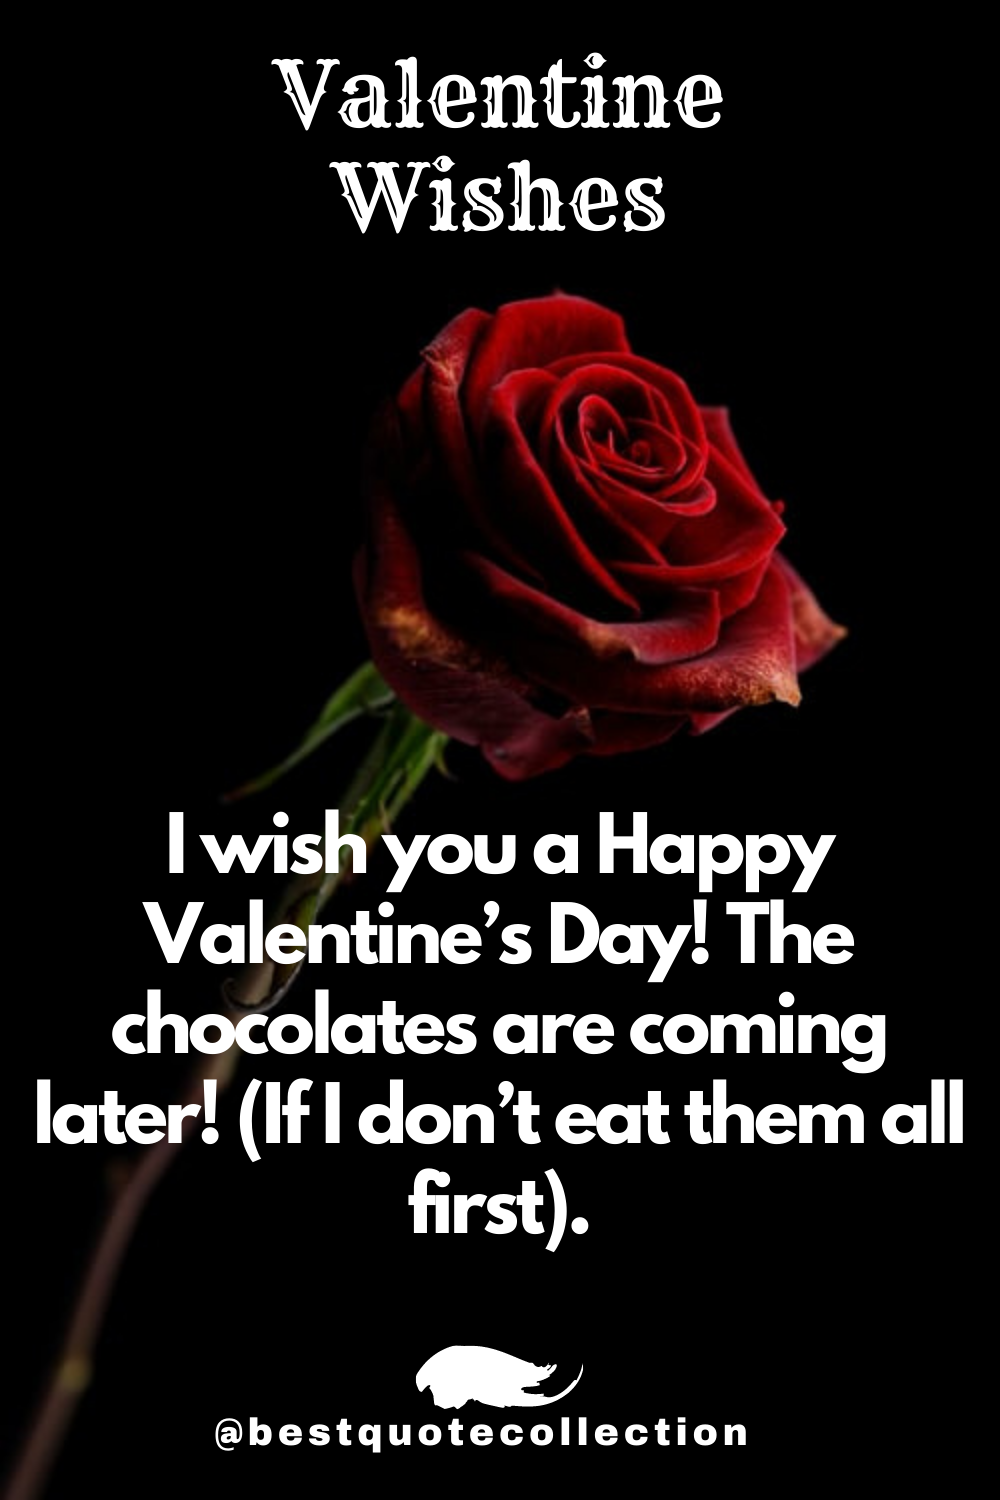 Valentine
Wishes
I wish you a Happy
Valentine’s Day! The
chocolates are coming
later! (If I don’t eat them all
first).
@bestquotecollection